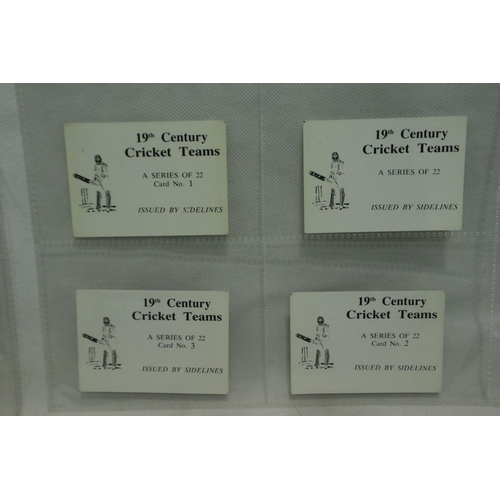 19th Century
Cricket Teams
A SERIES OF 22
Card No. 1
ISSUED BY SIDELINES
19th Century
Cricket Teams
A SERIES OF 22
ISSUED BY SIDELINES
19th Century
Cricket Teams
A SERIES OF 22
Card No. 3
ISSUED BY SIDELINES
19th Century
Cricket Teams
A SERIES OF 22
Card No. 2
ISSUED BY SIDELINES